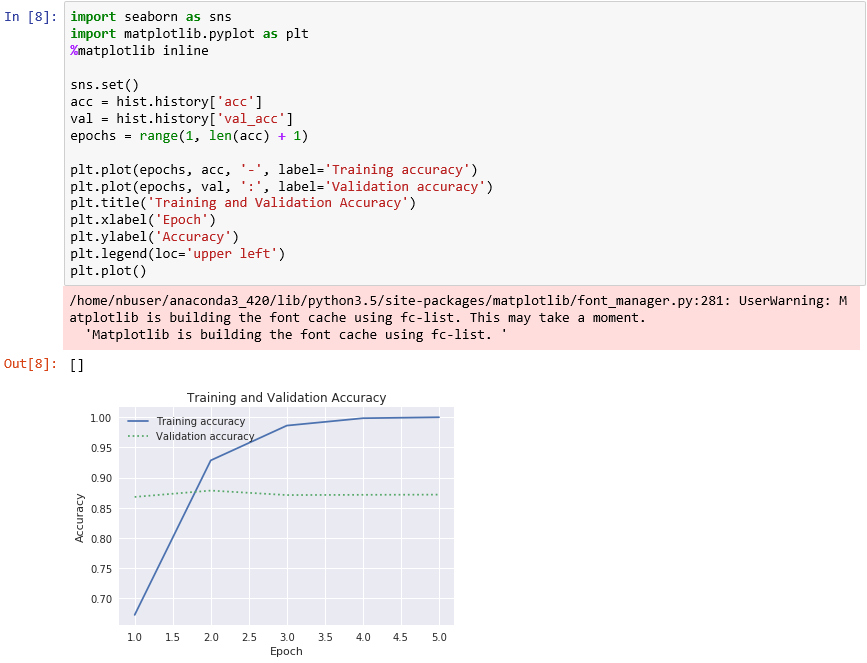 In [8]: import seaborn as sns
import matplotlib.pyplot as plt
%matplotlib inline
sns.set()
acc = hist.history['acc']
val = hist.history['val_acc']
epochs = range(1, len(acc) + 1)
plt.plot(epochs, acc, '-', label='Training accuracy')
plt.plot(epochs, val, ':', label='Validation accuracy')
plt.title('Training and Validation Accuracy')
plt.xlabel('Epoch')
plt.ylabel('Accuracy')
plt.legend(loc='upper left')
plt.plot()
/home/nbuser/anaconda3_420/lib/python3.5/site-packages/matplotlib/font_manager.py:281: UserWarning: M
atplotlib is building the font cache using fc-list. This may take a moment.
'Matplotlib is building the font cache using fc-list. '
Out[8]: []
Training and Validation Accuracy
Training accuracy
Validation accuracy
1.00
0.95
0.90
0.85
0.80
0.75
0.70
Accuracy
1.0 1.5 2.0 2.5 3.0 3.5 4.0 4.5 5.0
Epoch